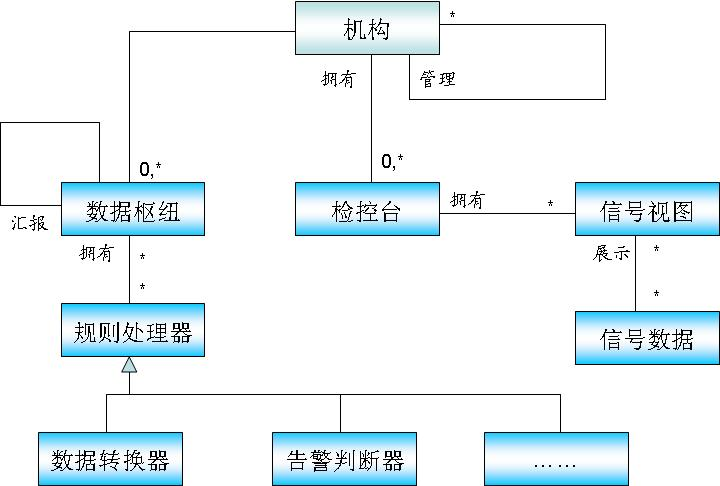 机构
*
拥有
管理
0,*
0,*
数据枢纽
检控台
拥有
*
信号视图
汇报
拥有
*
*
展示
*
*
规则处理器
信号数据
数据转换器
告警判断器
……